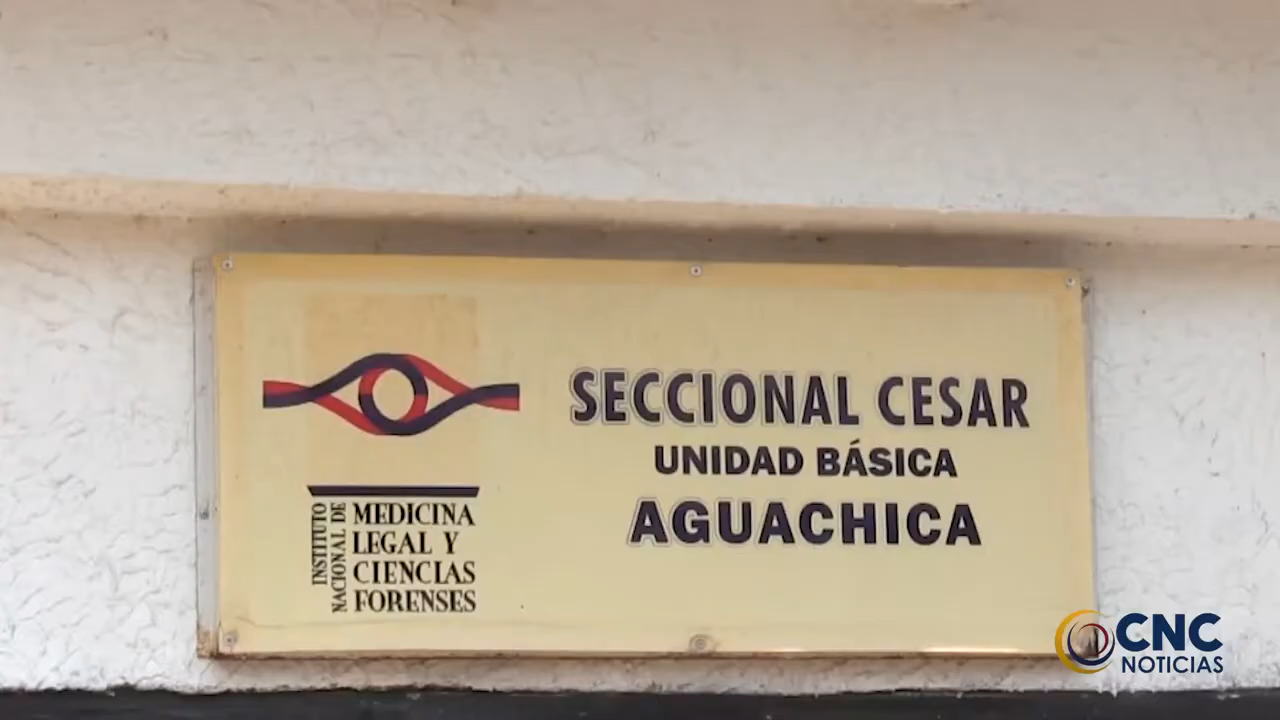 SECCIONAL CESAR
UNIDAD BÁSICA
AGUACHICA
INSTITUTO
NACIONAL DE
MEDICINA
LEGAL Y
CIENCIAS
FORENSES
CNC
NOTICIAS